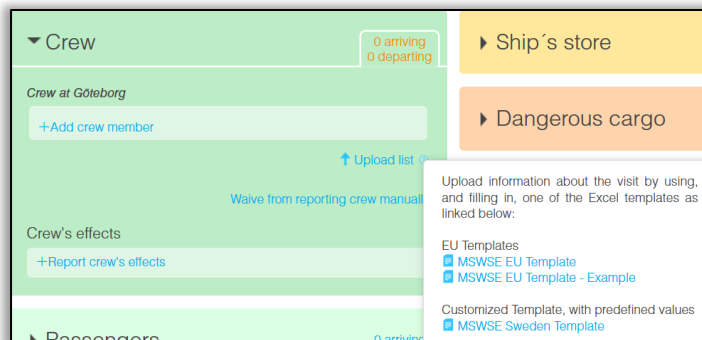 Crew
0 arriving
0 departing
Crew at Göteborg
+Add crew member
Upload list
Waive from reporting crew manuall
Crew's effects
+Report crew's effects
Passengers
0 arriving
Ship´s store
Dangerous cargo
Upload information about the visit by using,
and filling in, one of the Excel templates as
linked below:
EU Templates
MSWSE EU Template
MSWSE EU Template - Example
Customized Template, with predefined values
MSWSE Sweden Template